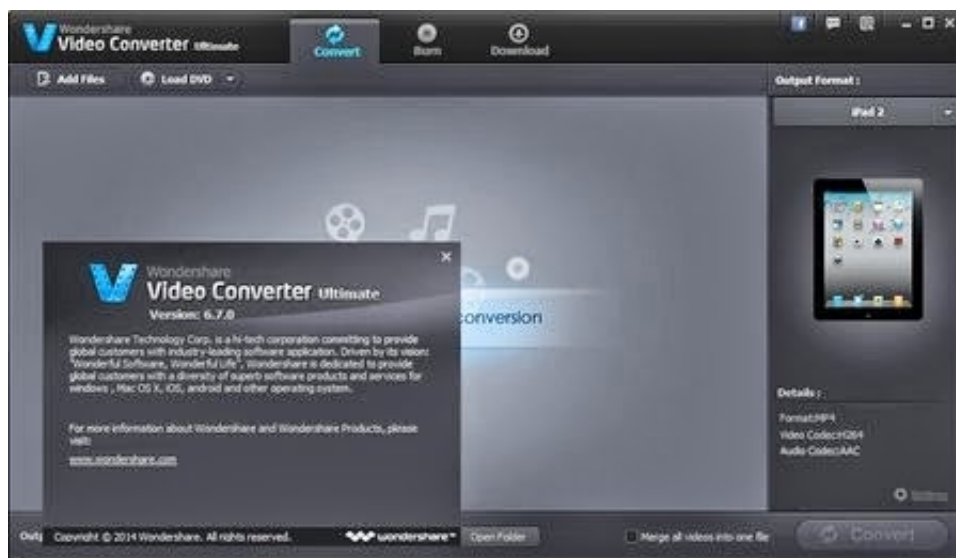 Wondershare
Video Converter Ultimate
Convert
Burn
Download
Add Files
Load DVD
Output Format :
iPad 2
Wondershare
Video Converter Ultimate
Version: 6.7.0
conversion
Wondershare Technology Corp. is a hi-tech corporation committing to provide
global customers with industry-leading software application. Driven by its vision:
"Wonderful Software, Wonderful Life", Wondershare is dedicated to provide
global customers with a diversity of superb software products and services for
windows , Mac OS X, iOS, android and other operating system.
For more information about Wondershare and Wondershare Products, please
visit:
www.wondershare.com
Details :
Format:MP4
Video Codec:H264
Audio Codec:AAC
Settings
Copyright © 2014 Wondershare. All rights reserved.
wondershare
Open Folder
Merge all videos into one file
Convert